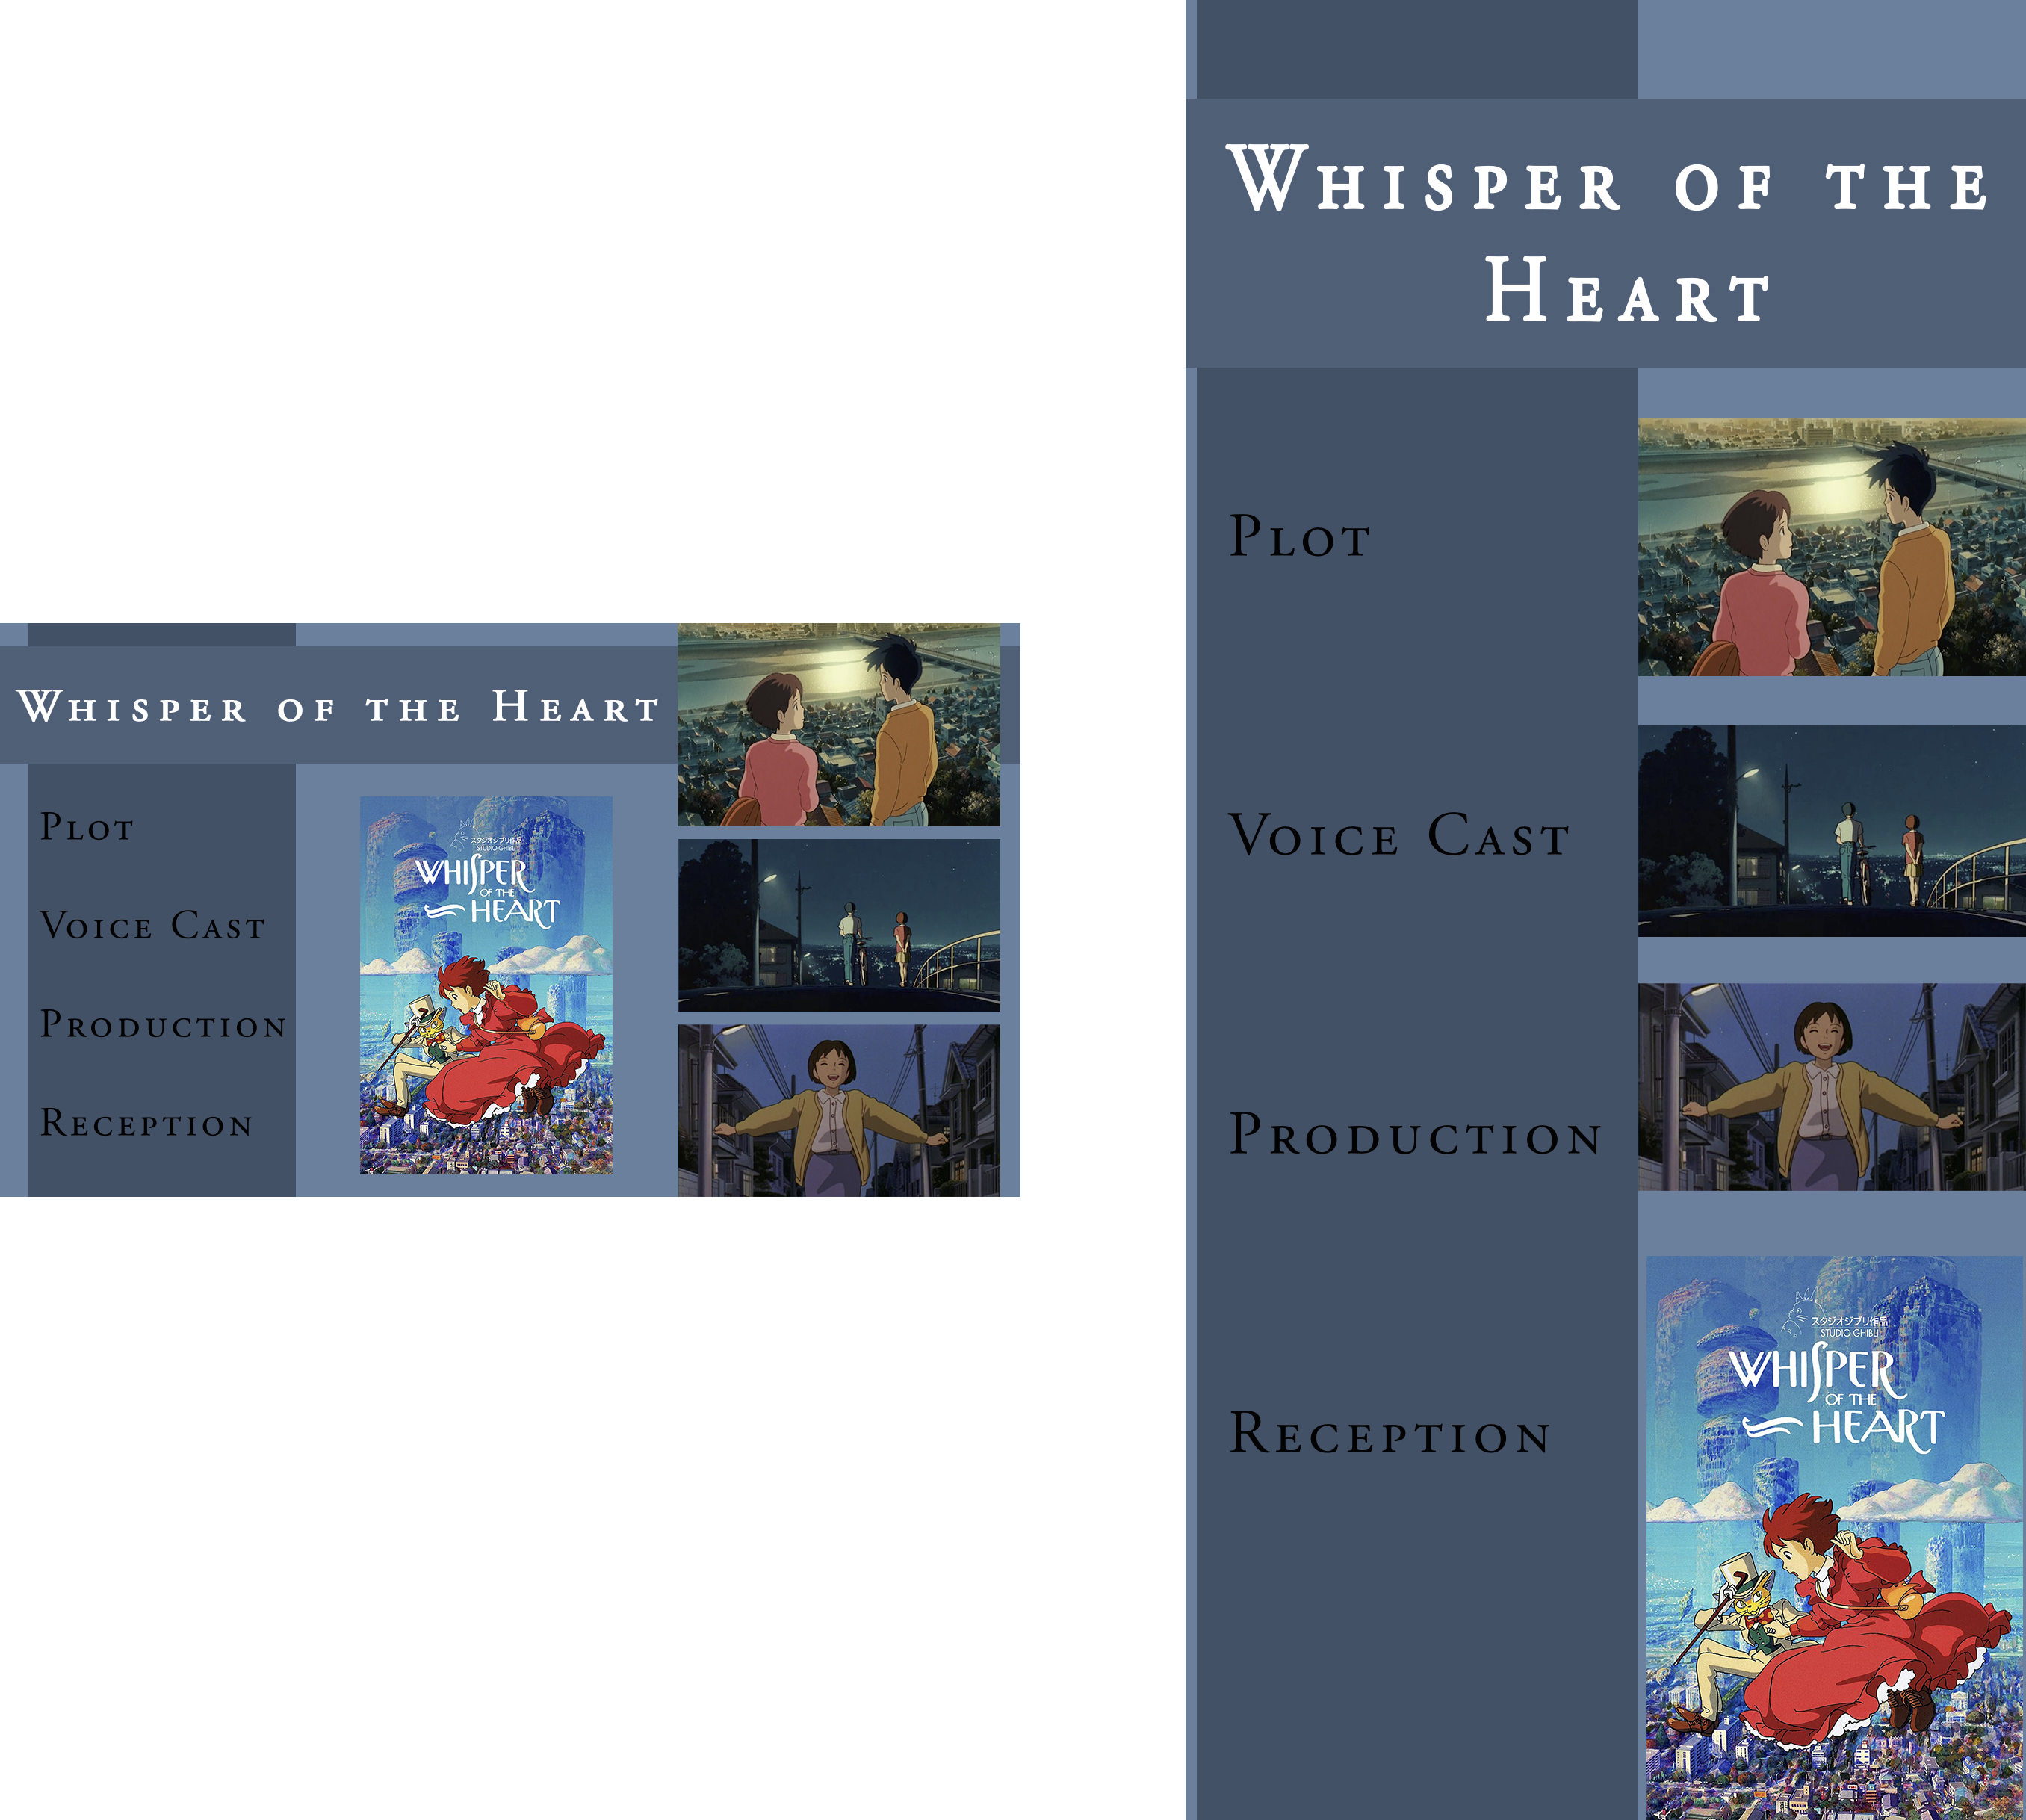 Whisper of the Heart
Plot
Voice Cast
Production
Reception
スタジオジブリ作品
STUDIO GHIBLI
WHISPER
OF THE
HEART
Whisper of the
Heart
Plot
Voice Cast
Production
Reception
スタジオジブリ作品
STUDIO GHIBLI
WHISPER
OF THE
HEART